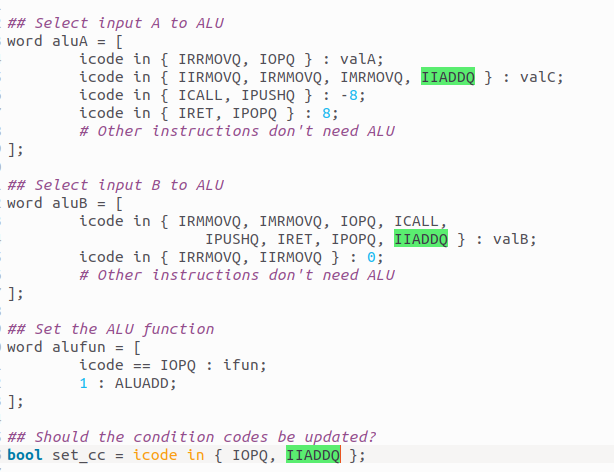 ## Select input A to ALU
word aluA = [
        icode in { IRRMOVQ, IOPQ } : valA;
        icode in { IIRMOVQ, IRMMOVQ, IMRMOVQ, IIADDQ } : valC;
        icode in { ICALL, IPUSHQ } : -8;
        icode in { IRET, IPOPQ } : 8;
        # Other instructions don't need ALU
];

## Select input B to ALU
word aluB = [
        icode in { IRMMOVQ, IMRMOVQ, IOPQ, ICALL,
                      IPUSHQ, IRET, IPOPQ, IIADDQ } : valB;
        icode in { IRRMOVQ, IIRMOVQ } : 0;
        # Other instructions don't need ALU
];

## Set the ALU function
word alufun = [
        icode == IOPQ : ifun;
        1 : ALUADD;
];

## Should the condition codes be updated?
bool set_cc = icode in { IOPQ, IIADDQ };